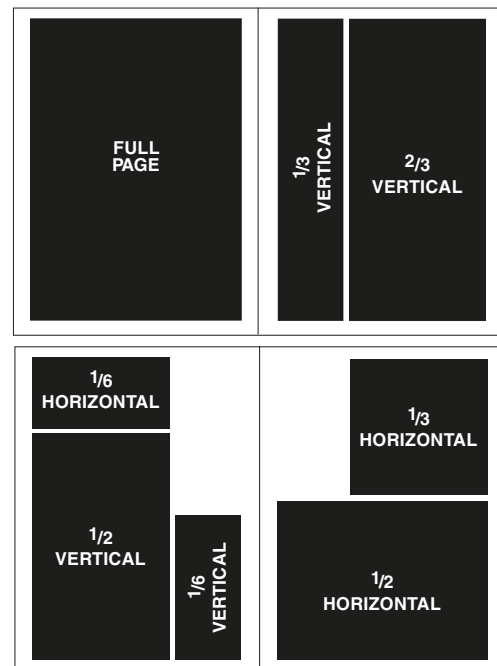 FULL
PAGE
1/3
VERTICAL
2/3
VERTICAL
1/6
HORIZONTAL
1/2
VERTICAL
1/6
VERTICAL
1/3
HORIZONTAL
1/2
HORIZONTAL